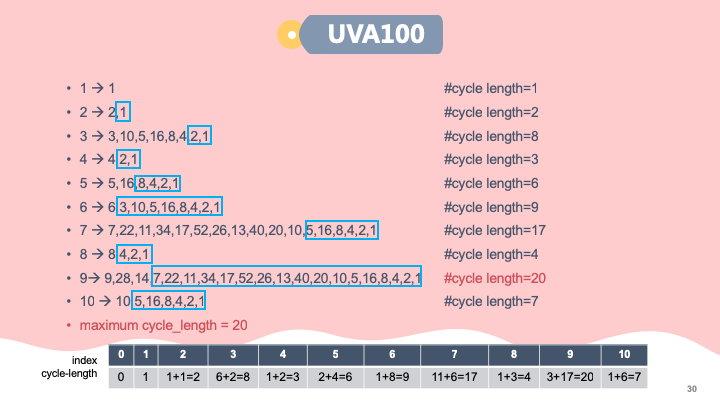 UVA100
• 1 → 1 #cycle length=1
• 2 → 2,1 #cycle length=2
• 3 → 3,10,5,16,8,4,2,1 #cycle length=8
• 4 → 4,2,1 #cycle length=3
• 5 → 5,16,8,4,2,1 #cycle length=6
• 6 → 6,3,10,5,16,8,4,2,1 #cycle length=9
• 7 → 7,22,11,34,17,52,26,13,40,20,10,5,16,8,4,2,1 #cycle length=17
• 8 → 8,4,2,1 #cycle length=4
• 9→ 9,28,14,7,22,11,34,17,52,26,13,40,20,10,5,16,8,4,2,1 #cycle length=20
• 10 → 10,5,16,8,4,2,1 #cycle length=7
• maximum cycle_length = 20
index 0 1 2 3 4 5 6 7 8 9 10
cycle-length 0 1 1+1=2 6+2=8 1+2=3 2+4=6 1+8=9 11+6=17 1+3=4 3+17=20 1+6=7
30